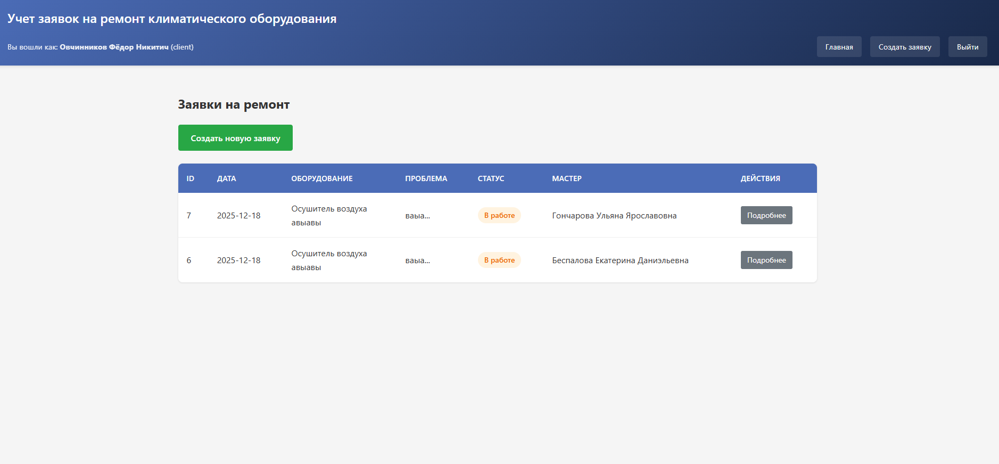 Учет заявок на ремонт климатического оборудования
Вы вошли как: Овчинников Фёдор Никитич (client)
Главная Создать заявку Выйти
Заявки на ремонт
Создать новую заявку
ID ДАТА ОБОРУДОВАНИЕ ПРОБЛЕМА СТАТУС МАСТЕР ДЕЙСТВИЯ
7 2025-12-18 Осушитель воздуха авыавы ваыа... В работе Гончарова Ульяна Ярославовна Подробнее
6 2025-12-18 Осушитель воздуха авыавы ваыа... В работе Беспалова Екатерина Даниэльевна Подробнее